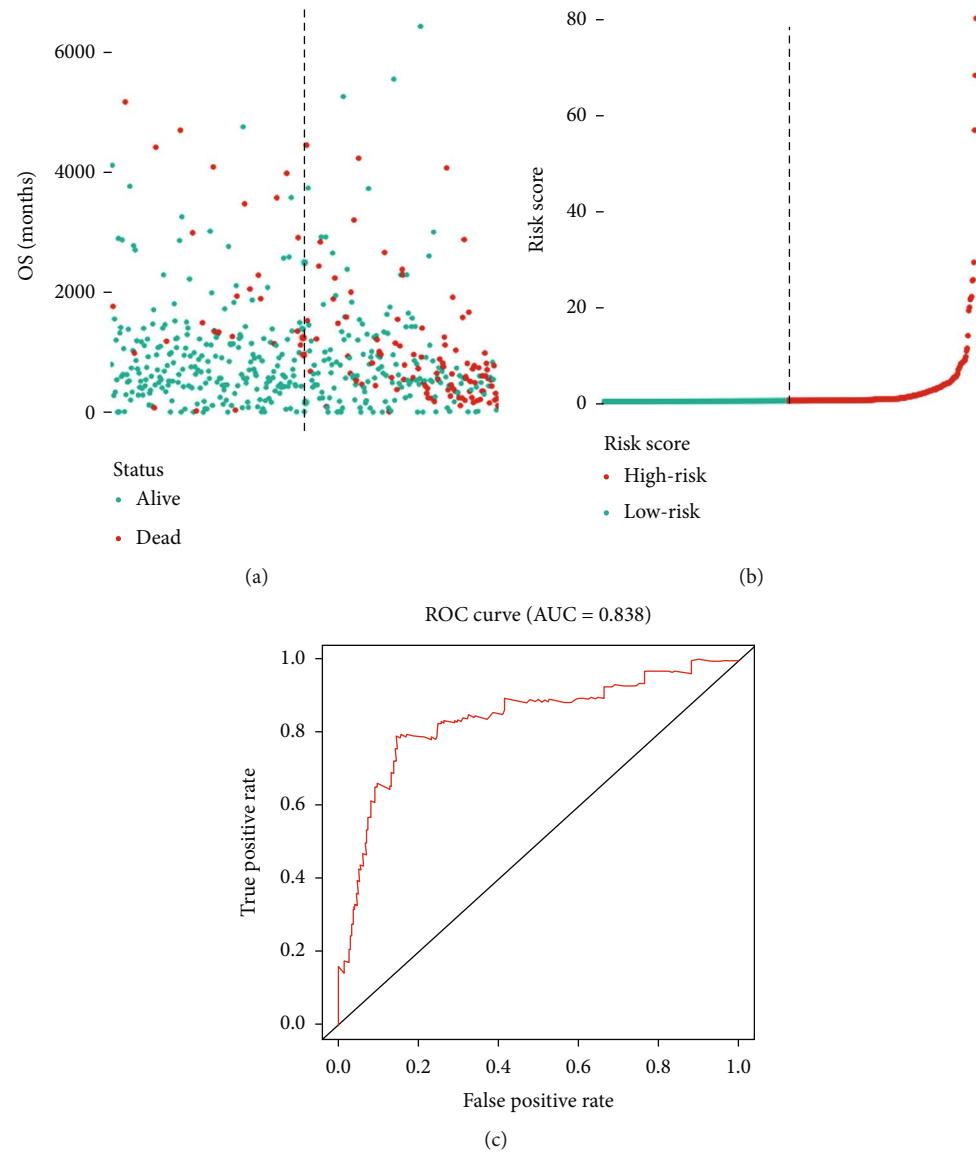 6000
4000
2000
0
OS (months)
Status
Alive
Dead
(a)
80
60
40
20
0
Risk score
Risk score
High-risk
Low-risk
(b)
ROC curve (AUC = 0.838)
1.0
0.8
0.6
0.4
0.2
0.0
True positive rate
0.0 0.2 0.4 0.6 0.8 1.0
False positive rate
(c)